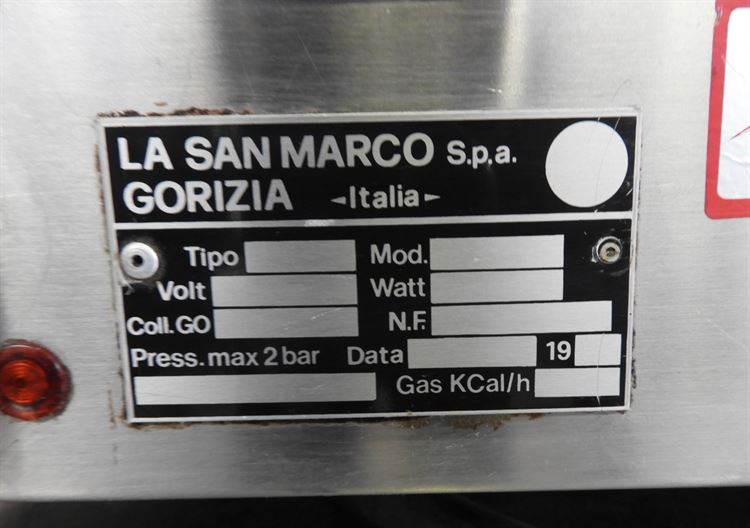 LA SAN MARCO S.p.a.
GORIZIA -Italia-
Tipo Mod.
Volt Watt
Coll.GO N.F.
Press.max 2 bar Data 19
Gas KCal/h